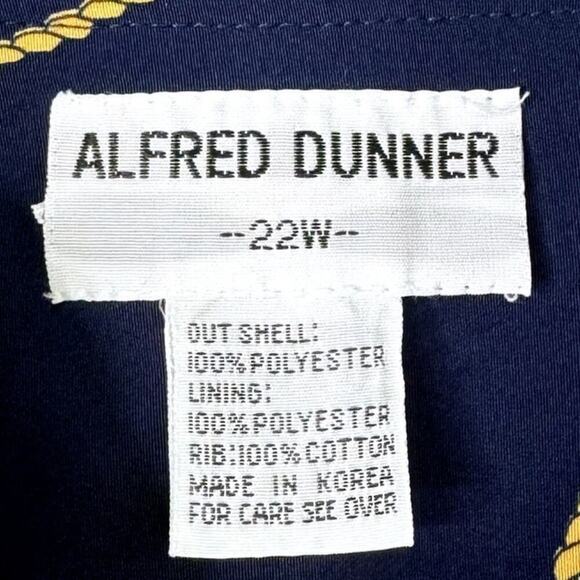 ALFRED DUNNER
--22W--
OUT SHELL:
100% POLYESTER
LINING:
100% POLYESTER
RIB:100% COTTON
MADE IN KOREA
FOR CARE SEE OVER